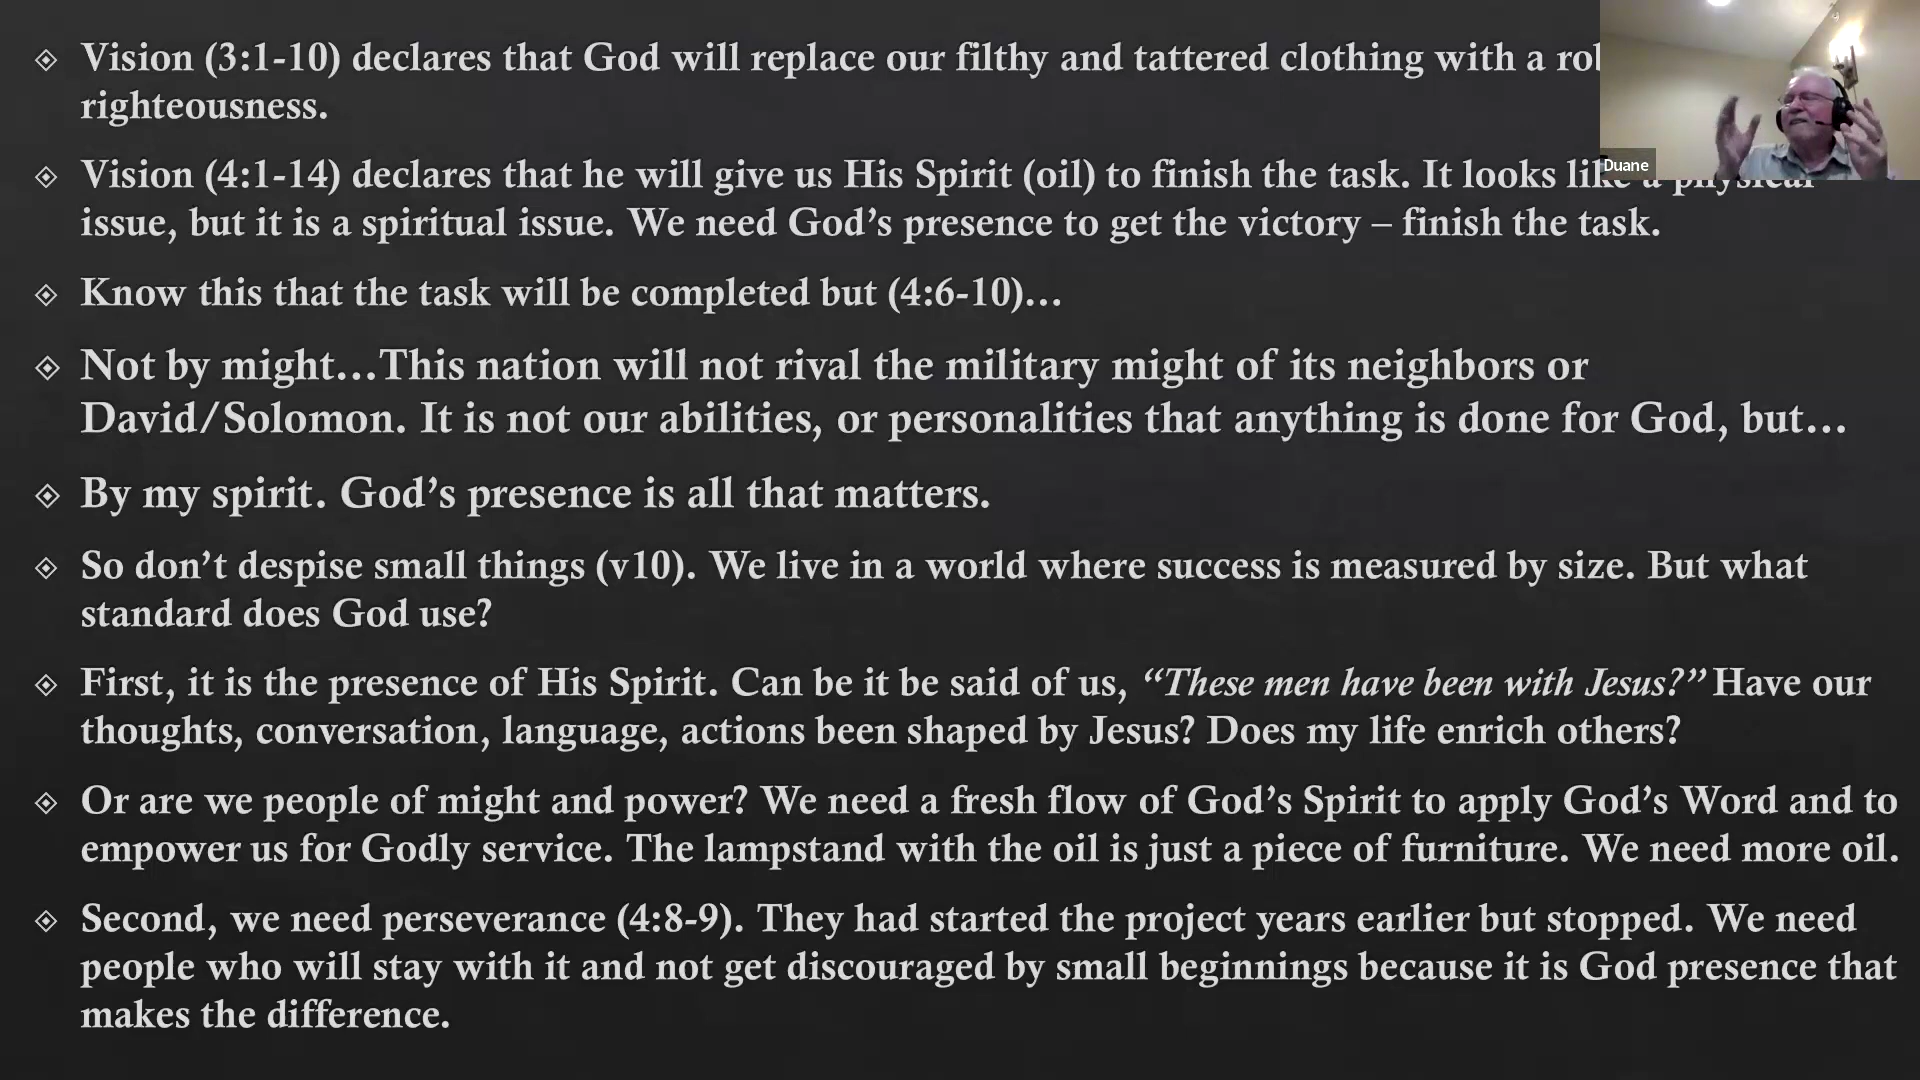 Vision (3:1-10) declares that God will replace our filthy and tattered clothing with a
righteousness.
Duane
Vision (4:1-14) declares that he will give us His Spirit (oil) to finish the task. It looks like a physical
issue, but it is a spiritual issue. We need God’s presence to get the victory – finish the task.
Know this that the task will be completed but (4:6-10)…
Not by might…This nation will not rival the military might of its neighbors or
David/Solomon. It is not our abilities, or personalities that anything is done for God, but…
By my spirit. God’s presence is all that matters.
So don’t despise small things (v10). We live in a world where success is measured by size. But what
standard does God use?
First, it is the presence of His Spirit. Can be it be said of us, “These men have been with Jesus?” Have our
thoughts, conversation, language, actions been shaped by Jesus? Does my life enrich others?
Or are we people of might and power? We need a fresh flow of God’s Spirit to apply God’s Word and to
empower us for Godly service. The lampstand with the oil is just a piece of furniture. We need more oil.
Second, we need perseverance (4:8-9). They had started the project years earlier but stopped. We need
people who will stay with it and not get discouraged by small beginnings because it is God presence that
makes the difference.